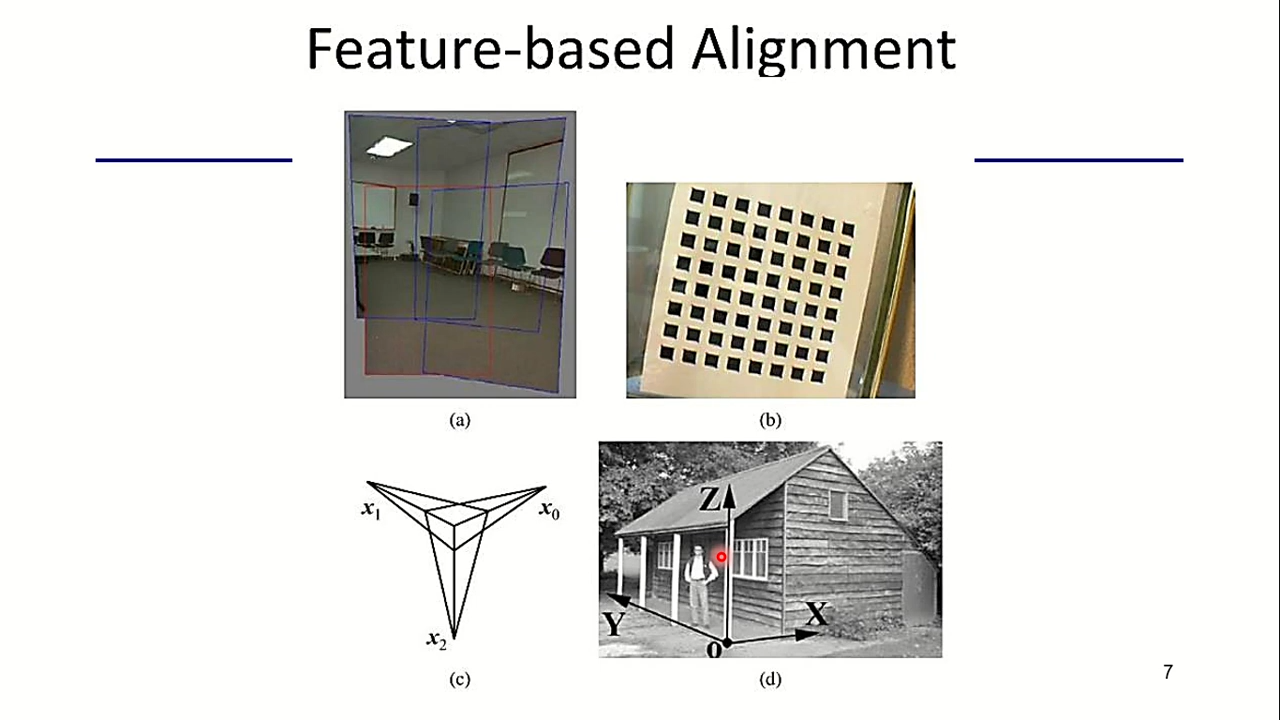 Feature-based Alignment
(a)
(b)
x1
x0
x2
(c)
Z
Y
X
O
(d)
7